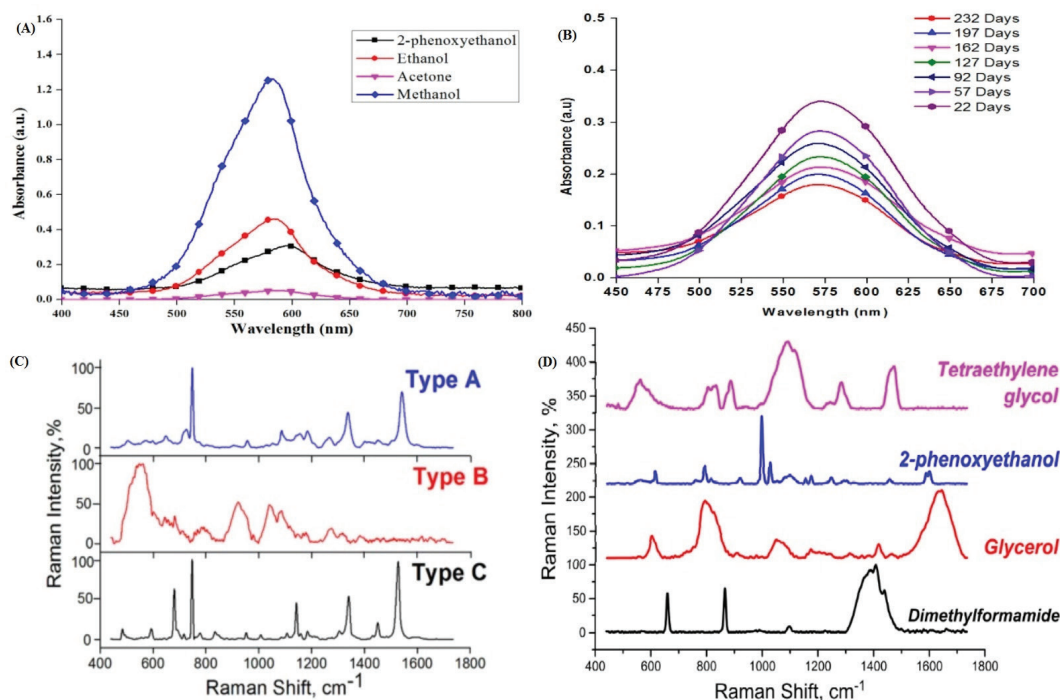 (A)
1.6
1.4
1.2
1.0
0.8
0.6
0.4
0.2
0.0
400 450 500 550 600 650 700 750 800
Absorbance (a.u.)
Wavelength (nm)
2-phenoxyethanol
Ethanol
Acetone
Methanol
(B)
0.5
0.4
0.3
0.2
0.1
0.0
450 475 500 525 550 575 600 625 650 675 700
Absorbance (a.u)
Wavelength (nm)
232 Days
197 Days
162 Days
127 Days
92 Days
57 Days
22 Days
(C)
Raman Intensity,%
100
50
0
Type A
100
50
0
Type B
100
50
0
Type C
400 600 800 1000 1200 1400 1600 1800
Raman Shift, cm-1
(D)
Raman Intensity, %
450
400
350
300
250
200
150
100
50
0
Tetraethylene
glycol
2-phenoxyethanol
Glycerol
Dimethylformamide
400 600 800 1000 1200 1400 1600 1800
Raman Shift, cm-1